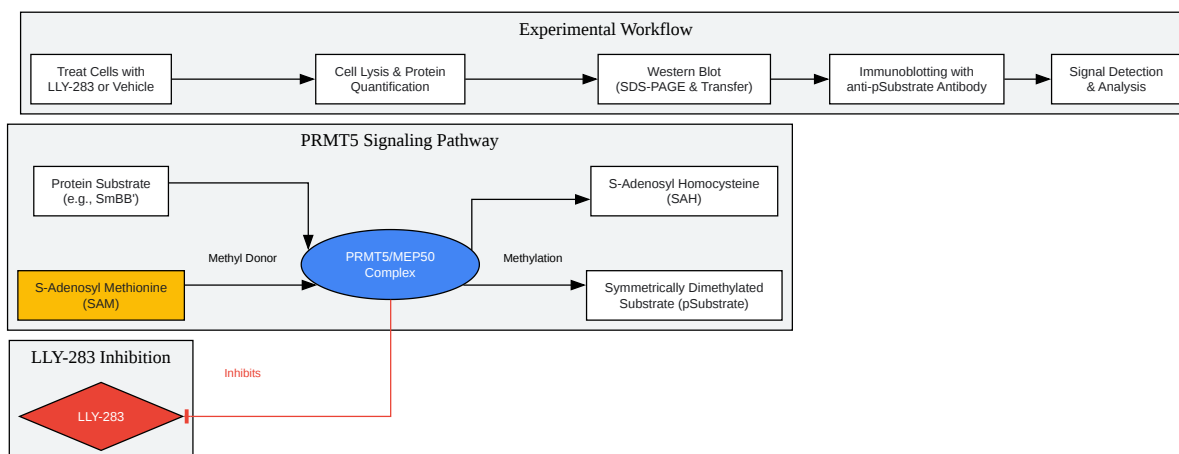 Experimental Workflow
Treat Cells with
LLY-283 or Vehicle
Cell Lysis & Protein
Quantification
Western Blot
(SDS-PAGE & Transfer)
Immunoblotting with
anti-pSubstrate Antibody
Signal Detection
& Analysis
PRMT5 Signaling Pathway
Protein Substrate
(e.g., SmBB')
S-Adenosyl Homocysteine
(SAH)
Methyl Donor
PRMT5/MEP50
Complex
Methylation
S-Adenosyl Methionine
(SAM)
Symmetrically Dimethylated
Substrate (pSubstrate)
LLY-283 Inhibition
Inhibits
LLY-283